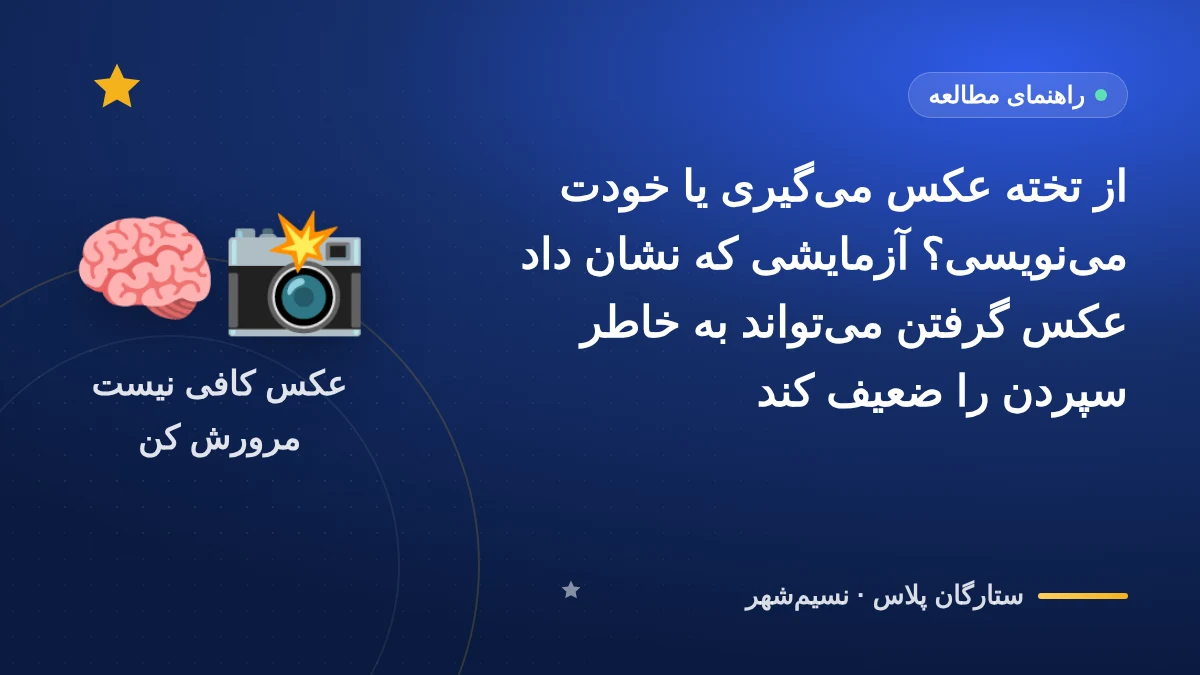 راهنمای مطالعه
از تخته عکس می‌گیری یا خودت
می‌نویسی؟ آزمایشی که نشان داد
عکس گرفتن می‌تواند به خاطر
سپردن را ضعیف کند
عکس کافی نیست
مرورش کن
ستارگان پلاس · نسیم‌شهر